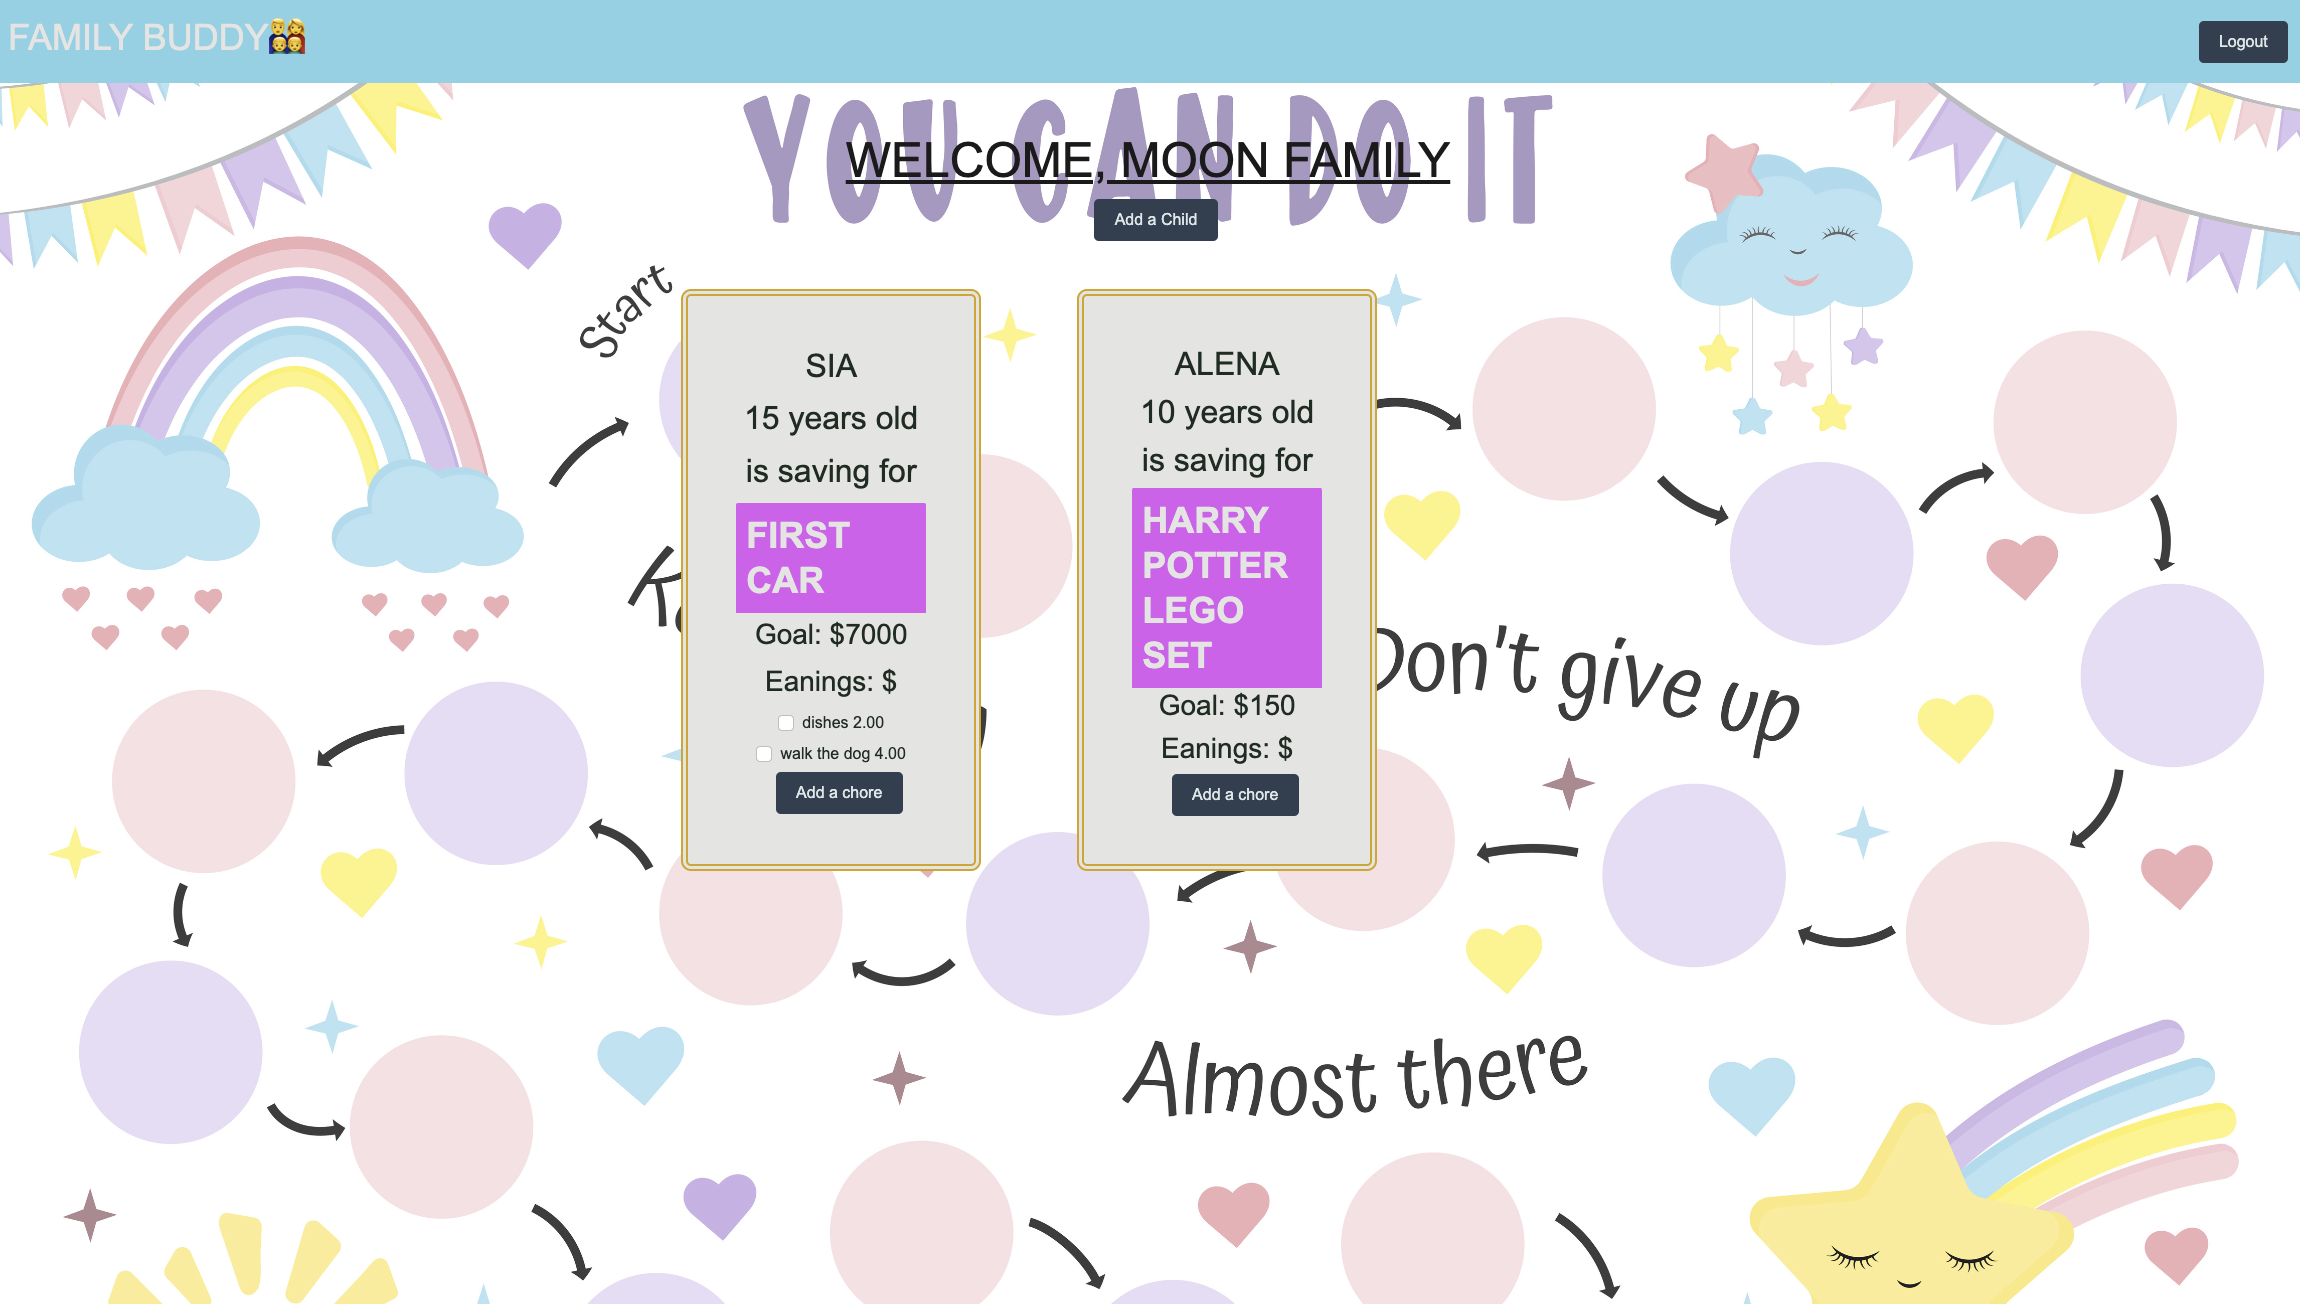 FAMILY BUDDY
Logout
YOU CAN DO IT
WELCOME, MOON FAMILY
Add a Child
Start
SIA
15 years old
is saving for
FIRST
CAR
Goal: $7000
Eanings: $
dishes 2.00
walk the dog 4.00
Add a chore
ALENA
10 years old
is saving for
HARRY
POTTER
LEGO
SET
Goal: $150
Eanings: $
Add a chore
Don't give up
Almost there